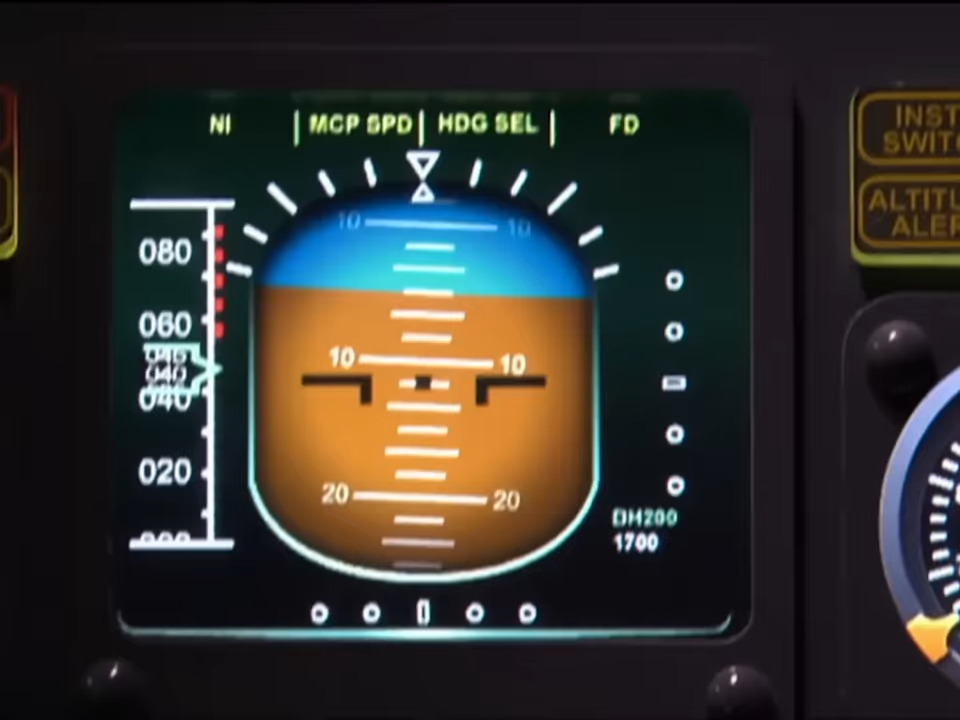 NI | MCP SPD | HDG SEL | FD
INST
SWITC
ALTITU
ALER
10 10
080
060
040
10 10
040
020
20 20
DH200
1700